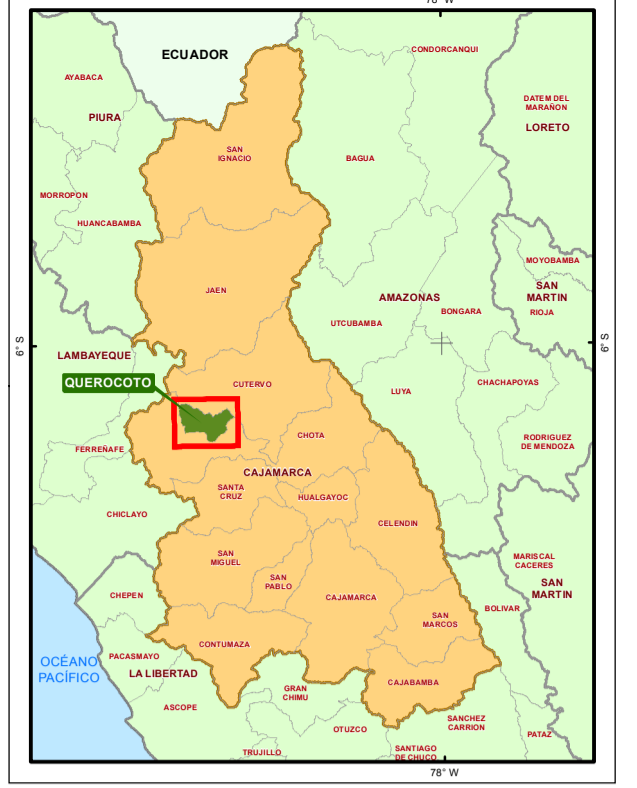 78° W
ECUADOR
CONDORCANQUI
AYABACA
DATEM DEL
MARAÑON
PIURA
LORETO
SAN
IGNACIO
BAGUA
MORROPON
HUANCABAMBA
MOYOBAMBA
JAEN
SAN
MARTIN
AMAZONAS
BONGARA
RIOJA
UTCUBAMBA
6° S
6° S
LAMBAYEQUE
QUEROCOTO
CUTERVO
CHACHAPOYAS
LUYA
CHOTA
RODRIGUEZ
DE MENDOZA
FERREÑAFE
CAJAMARCA
SANTA
CRUZ
HUALGAYOC
CHICLAYO
CELENDIN
SAN
MIGUEL
MARISCAL
CACERES
SAN
PABLO
SAN
MARTIN
CHEPEN
CAJAMARCA
BOLIVAR
SAN
MARCOS
CONTUMAZA
PACASMAYO
OCÉANO
PACÍFICO
LA LIBERTAD
CAJABAMBA
GRAN
CHIMU
ASCOPE
SANCHEZ
CARRION
OTUZCO
PATAZ
TRUJILLO
SANTIAGO
DE CHUCO
78° W